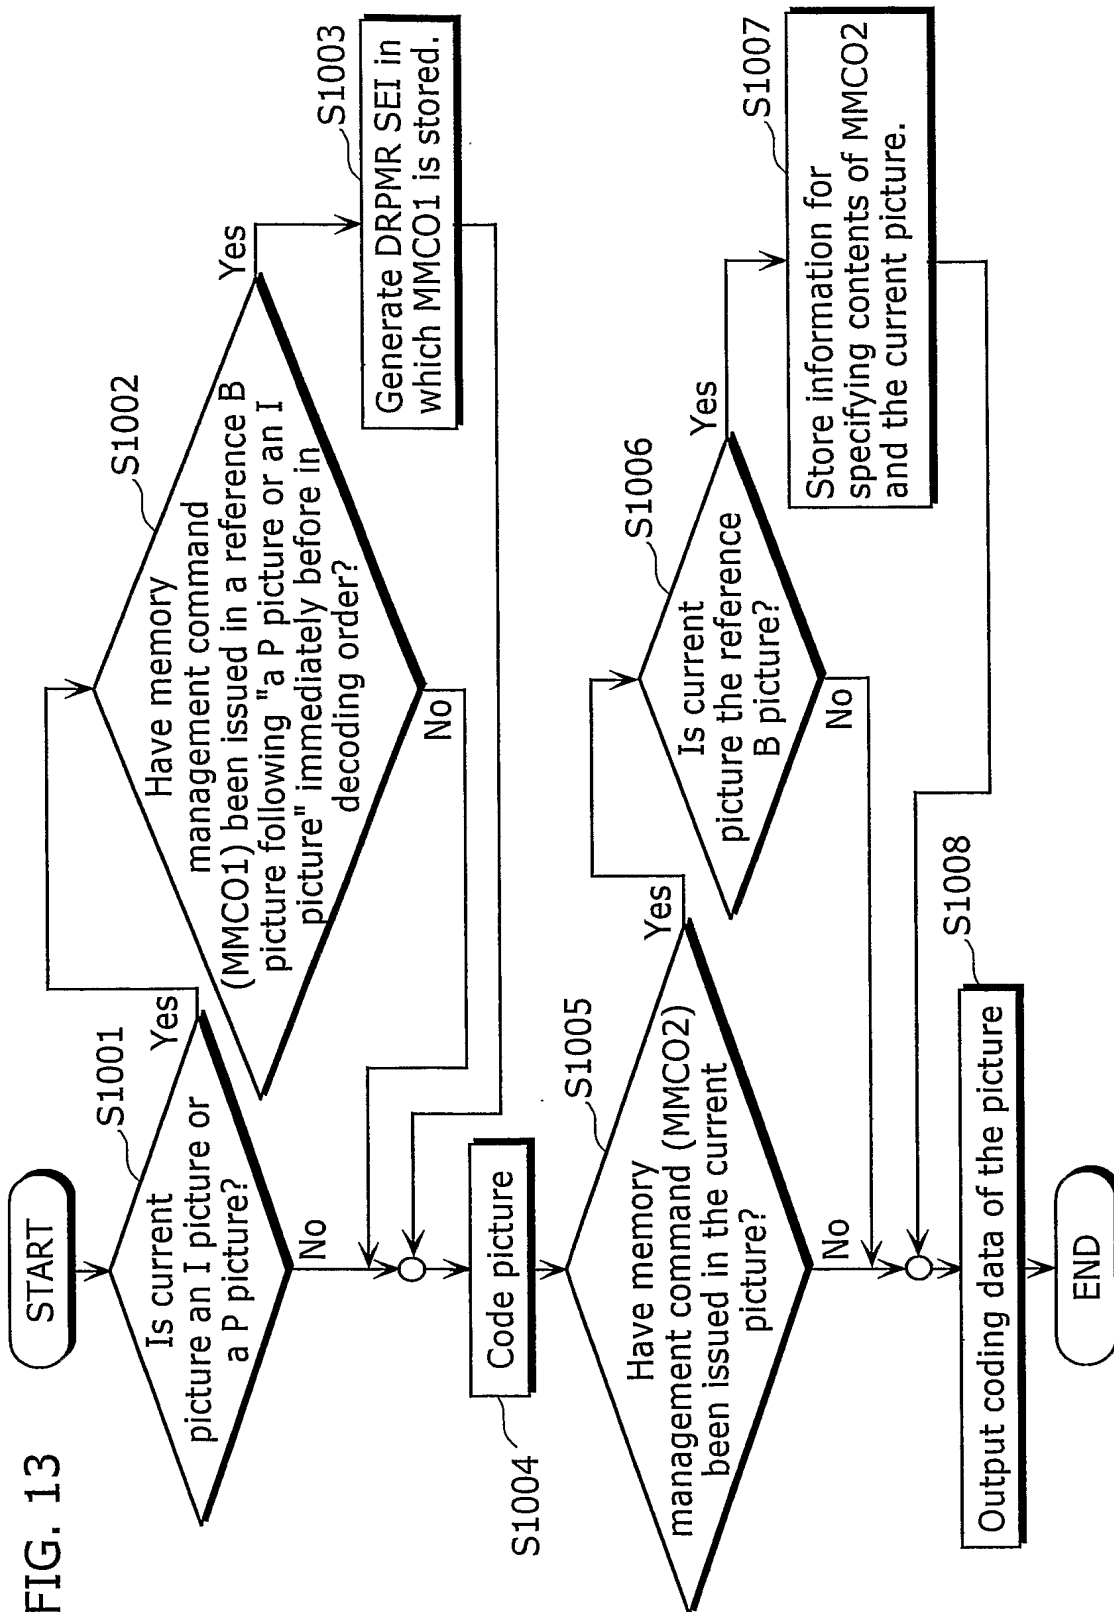 FIG. 13
START
S1001
Is current
picture an I picture or
a P picture?
Yes
No
S1002
Have memory
management command
(MMCO1) been issued in a reference B
picture following "a P picture or an I
picture" immediately before in
decoding order?
Yes
No
S1003
Generate DRPMR SEI in
which MMCO1 is stored.
S1004
Code picture
S1005
Have memory
management command (MMCO2)
been issued in the current
picture?
Yes
No
S1006
Is current
picture the reference
B picture?
Yes
No
S1007
Store information for
specifying contents of MMCO2
and the current picture.
S1008
Output coding data of the picture
END